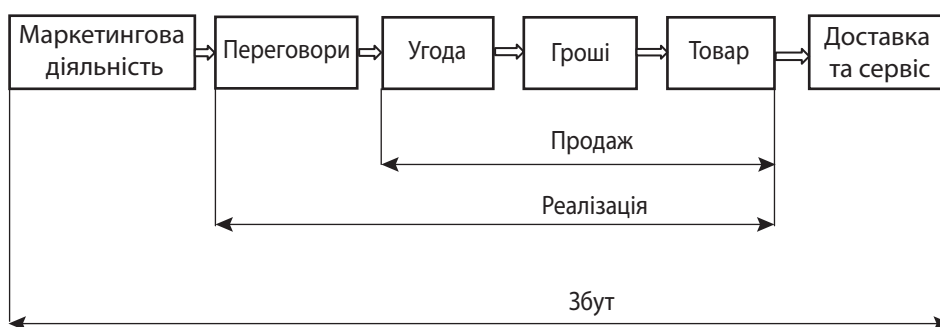 Маркетингова
діяльність
Переговори
Угода
Гроші
Товар
Доставка
та сервіс
Продаж
Реалізація
Збут